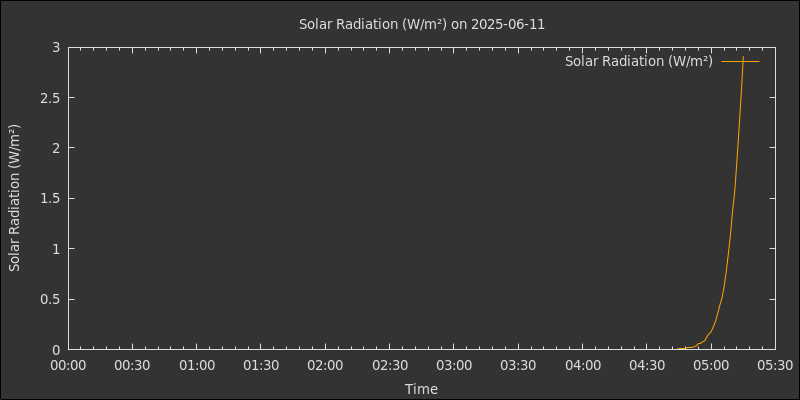 Solar Radiation (W/m²) on 2025-06-11
Solar Radiation (W/m²)
Solar Radiation (W/m²)
3
2.5
2
1.5
1
0.5
0
00:00 00:30 01:00 01:30 02:00 02:30 03:00 03:30 04:00 04:30 05:00 05:30
Time